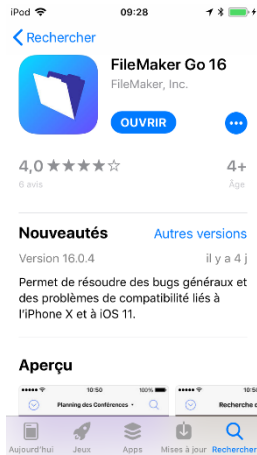 iPod 09:28
Rechercher
FileMaker Go 16
FileMaker, Inc.
OUVRIR
4,0 4+
6 avis Âge
Nouveautés Autres versions
Version 16.0.4 il y a 4 j
Permet de résoudre des bugs généraux et
des problèmes de compatibilité liés à
l'iPhone X et à iOS 11.
Aperçu
10:50 100% 10:50
Planning des Conférences Recherche d
Aujourd'hui Jeux Apps Mises à jour Rechercher